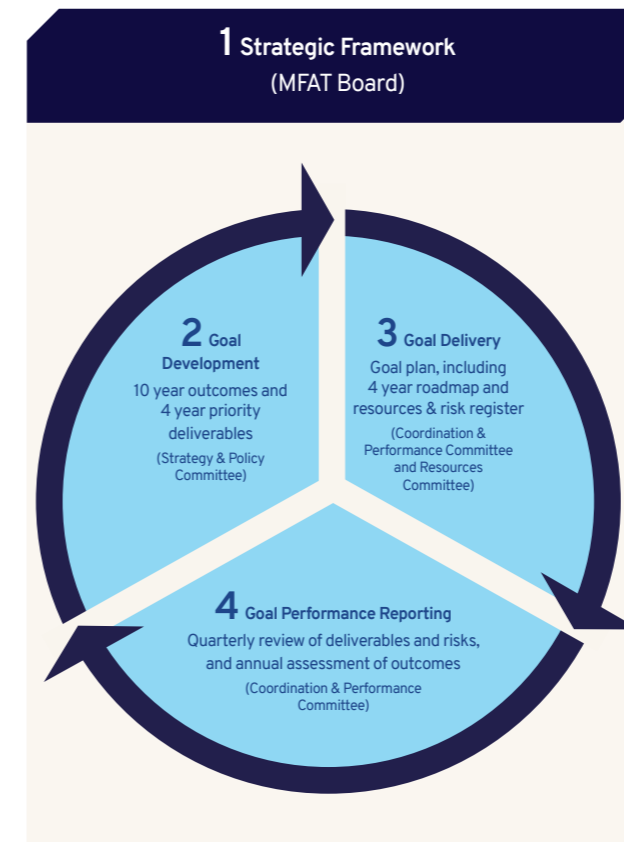 1 Strategic Framework
(MFAT Board)
2 Goal
Development
10 year outcomes and
4 year priority
deliverables
(Strategy & Policy
Committee)
3 Goal Delivery
Goal plan, including
4 year roadmap and
resources & risk register
(Coordination &
Performance Committee
and Resources
Committee)
4 Goal Performance Reporting
Quarterly review of deliverables and risks,
and annual assessment of outcomes
(Coordination & Performance
Committee)